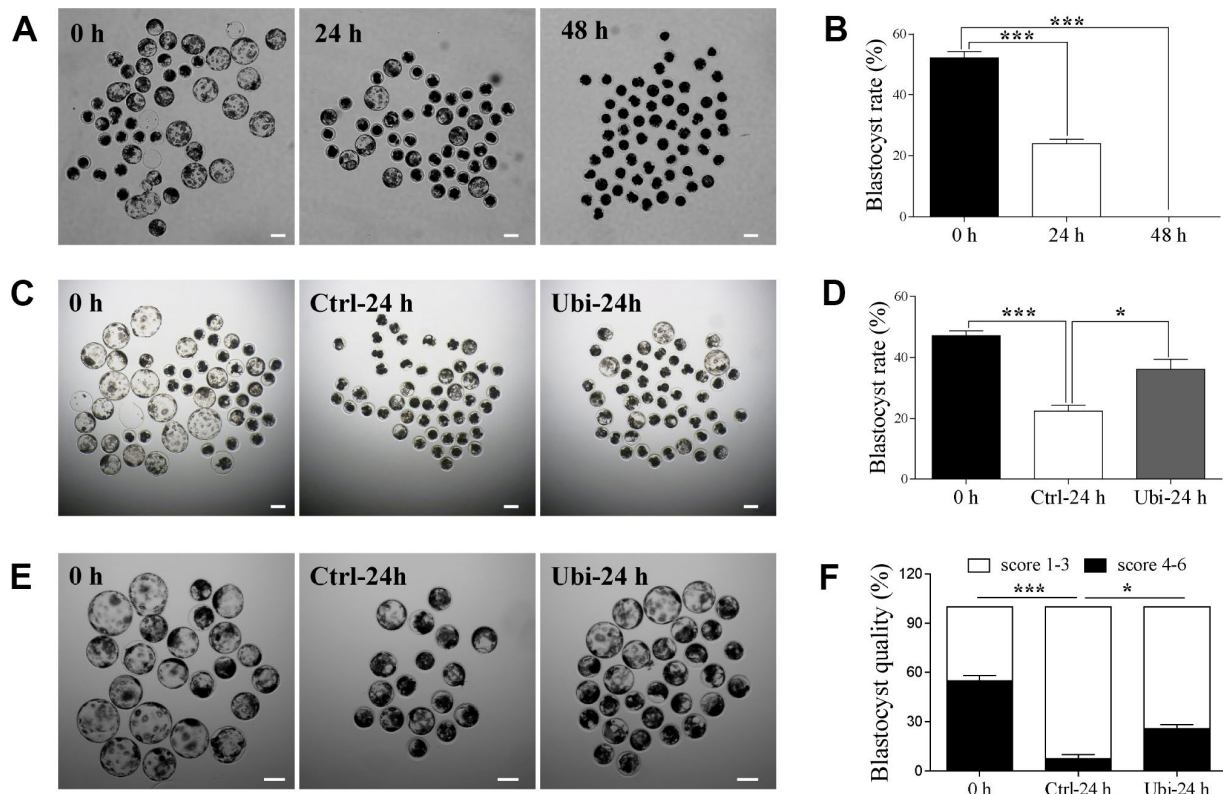 A
0 h
24 h
48 h
B
Blastocyst rate (%)
60
40
20
0
***
***
0 h
24 h
48 h
C
0 h
Ctrl-24 h
Ubi-24h
D
Blastocyst rate (%)
60
40
20
0
***
*
0 h
Ctrl-24 h
Ubi-24 h
E
0 h
Ctrl-24h
Ubi-24 h
F
score 1-3
score 4-6
Blastocyst quality (%)
120
90
60
30
0
***
*
0 h
Ctrl-24 h
Ubi-24 h